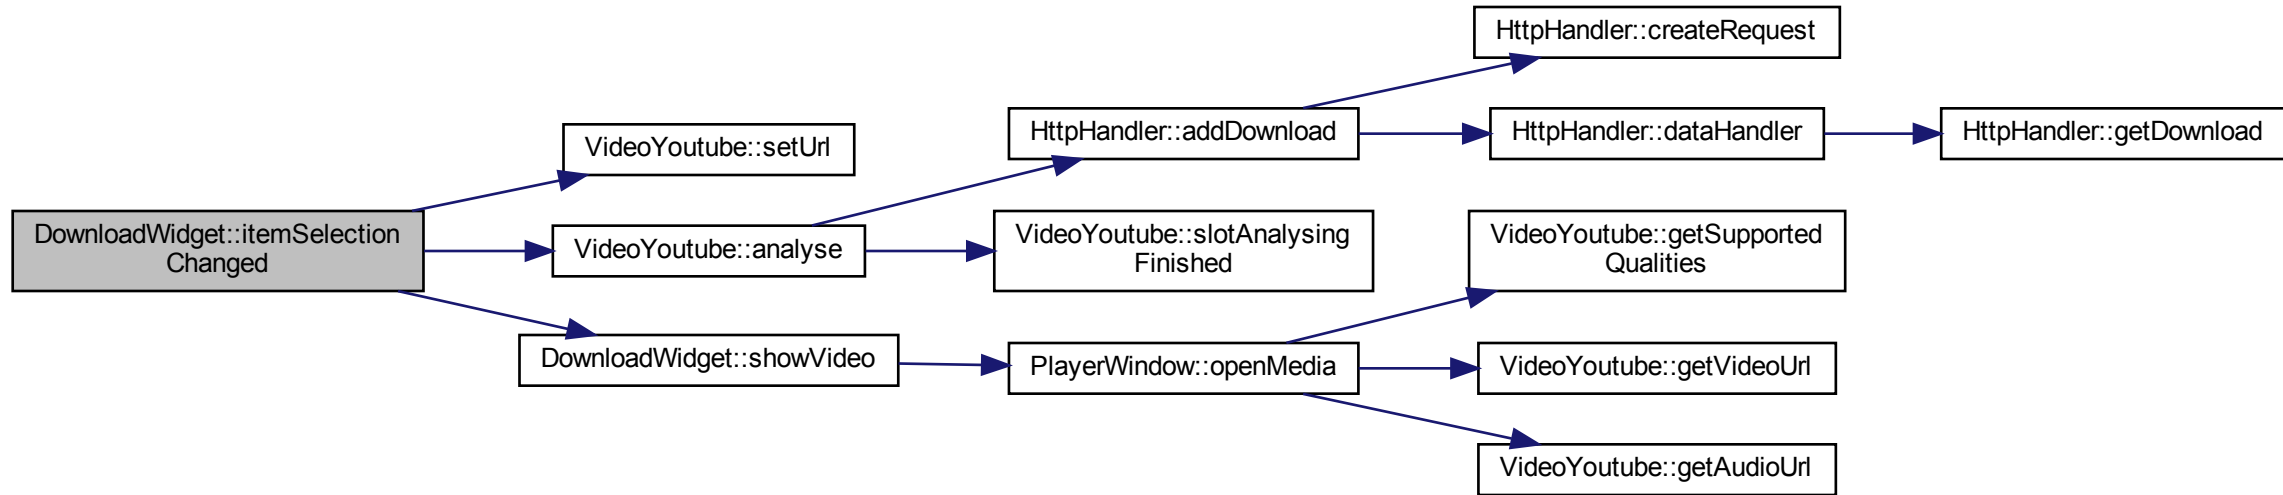 HttpHandler::createRequest
HttpHandler::addDownload
HttpHandler::dataHandler
HttpHandler::getDownload
VideoYoutube::setUrl
DownloadWidget::itemSelection
Changed
VideoYoutube::analyse
VideoYoutube::slotAnalysing
Finished
VideoYoutube::getSupported
Qualities
DownloadWidget::showVideo
PlayerWindow::openMedia
VideoYoutube::getVideoUrl
VideoYoutube::getAudioUrl